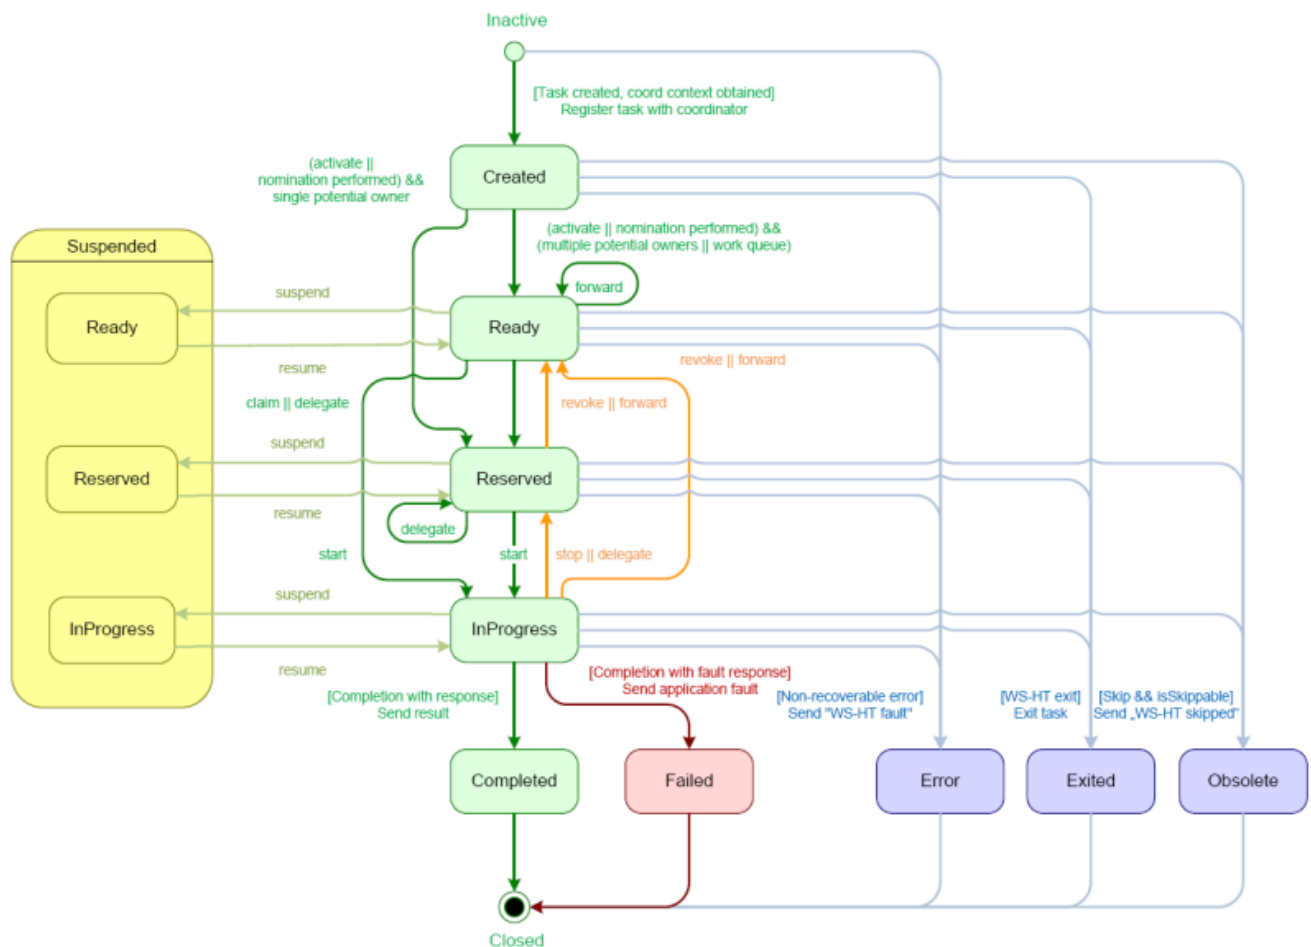 Inactive
[Task created, coord context obtained]
Register task with coordinator
(activate ||
nomination performed) &&
single potential owner
Created
(activate || nomination performed) &&
(multiple potential owners || work queue)
Suspended
forward
suspend
Ready
Ready
resume
revoke || forward
claim || delegate
revoke || forward
suspend
Reserved
Reserved
resume
delegate
start
start
stop || delegate
suspend
InProgress
InProgress
resume
[Completion with response]
Send result
[Completion with fault response]
Send application fault
[Non-recoverable error]
Send "WS-HT fault"
[WS-HT exit]
Exit task
[Skip && isSkippable]
Send „WS-HT skipped“
Completed
Failed
Error
Exited
Obsolete
Closed